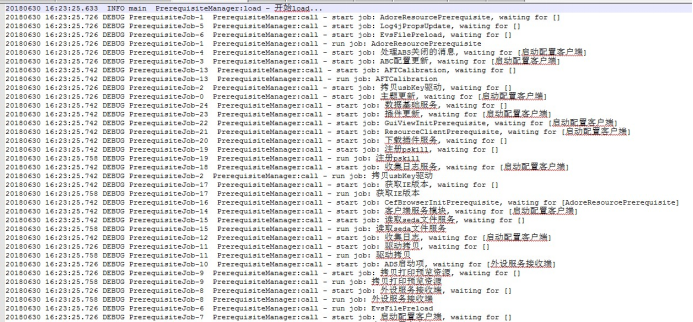 20180630 16:23:25.633  INFO main  PrerequisiteManager:load - 开始load...
20180630 16:23:25.726 DEBUG PrerequisiteJob-1  PrerequisiteManager:call - start job: AdoreResourcePrerequisite, waiting for []
20180630 16:23:25.726 DEBUG PrerequisiteJob-5  PrerequisiteManager:call - start job: Log4jPropsUpdate, waiting for []
20180630 16:23:25.726 DEBUG PrerequisiteJob-6  PrerequisiteManager:call - start job: EvsFilePreload, waiting for []
20180630 16:23:25.726 DEBUG PrerequisiteJob-1  PrerequisiteManager:call - run job: AdoreResourcePrerequisite
20180630 16:23:25.726 DEBUG PrerequisiteJob-4  PrerequisiteManager:call - start job: 处理ABS关闭的消息, waiting for [启动配置客户端]
20180630 16:23:25.726 DEBUG PrerequisiteJob-3  PrerequisiteManager:call - start job: ABC配置更新, waiting for [启动配置客户端]
20180630 16:23:25.742 DEBUG PrerequisiteJob-13  PrerequisiteManager:call - start job: AFTCalibration, waiting for []
20180630 16:23:25.742 DEBUG PrerequisiteJob-13  PrerequisiteManager:call - run job: AFTCalibration
20180630 16:23:25.726 DEBUG PrerequisiteJob-2  PrerequisiteManager:call - start job: 拷贝usbKey驱动, waiting for []
20180630 16:23:25.726 DEBUG PrerequisiteJob-0  PrerequisiteManager:call - start job: 主题更新, waiting for [启动配置客户端]
20180630 16:23:25.742 DEBUG PrerequisiteJob-24  PrerequisiteManager:call - start job: 数据基础服务, waiting for []
20180630 16:23:25.742 DEBUG PrerequisiteJob-23  PrerequisiteManager:call - start job: 插件更新, waiting for [启动配置客户端]
20180630 16:23:25.742 DEBUG PrerequisiteJob-22  PrerequisiteManager:call - start job: GuiViewInitPrerequisite, waiting for [启动配置客户端]
20180630 16:23:25.742 DEBUG PrerequisiteJob-21  PrerequisiteManager:call - start job: ResourceClientPrerequisite, waiting for [启动配置客户端]
20180630 16:23:25.742 DEBUG PrerequisiteJob-20  PrerequisiteManager:call - start job: 下载插件服务, waiting for []
20180630 16:23:25.742 DEBUG PrerequisiteJob-19  PrerequisiteManager:call - start job: 注册pskill, waiting for []
20180630 16:23:25.758 DEBUG PrerequisiteJob-19  PrerequisiteManager:call - run job: 注册pskill
20180630 16:23:25.742 DEBUG PrerequisiteJob-18  PrerequisiteManager:call - start job: 收集日志服务, waiting for [启动配置客户端]
20180630 16:23:25.742 DEBUG PrerequisiteJob-2  PrerequisiteManager:call - run job: 拷贝usbKey驱动
20180630 16:23:25.742 DEBUG PrerequisiteJob-17  PrerequisiteManager:call - start job: 获取IE版本, waiting for []
20180630 16:23:25.758 DEBUG PrerequisiteJob-17  PrerequisiteManager:call - run job: 获取IE版本
20180630 16:23:25.742 DEBUG PrerequisiteJob-16  PrerequisiteManager:call - start job: CefBrowserInitPrerequisite, waiting for [AdoreResourcePrerequisite]
20180630 16:23:25.742 DEBUG PrerequisiteJob-14  PrerequisiteManager:call - start job: 客户端服务模块, waiting for [启动配置客户端]
20180630 16:23:25.742 DEBUG PrerequisiteJob-15  PrerequisiteManager:call - start job: 读取seda文件服务, waiting for []
20180630 16:23:25.758 DEBUG PrerequisiteJob-15  PrerequisiteManager:call - run job: 读取seda文件服务
20180630 16:23:25.742 DEBUG PrerequisiteJob-12  PrerequisiteManager:call - start job: 收集日志, waiting for [启动配置客户端]
20180630 16:23:25.726 DEBUG PrerequisiteJob-11  PrerequisiteManager:call - start job: 驱动拷贝, waiting for []
20180630 16:23:25.758 DEBUG PrerequisiteJob-11  PrerequisiteManager:call - run job: 驱动拷贝
20180630 16:23:25.726 DEBUG PrerequisiteJob-10  PrerequisiteManager:call - start job: ADS启动项, waiting for [外设服务接收端]
20180630 16:23:25.726 DEBUG PrerequisiteJob-9  PrerequisiteManager:call - start job: 拷贝打印预览资源, waiting for []
20180630 16:23:25.758 DEBUG PrerequisiteJob-9  PrerequisiteManager:call - run job: 拷贝打印预览资源
20180630 16:23:25.726 DEBUG PrerequisiteJob-8  PrerequisiteManager:call - start job: 外设服务接收端, waiting for []
20180630 16:23:25.758 DEBUG PrerequisiteJob-8  PrerequisiteManager:call - run job: 外设服务接收端
20180630 16:23:25.726 DEBUG PrerequisiteJob-6  PrerequisiteManager:call - run job: EvsFilePreload
20180630 16:23:25.726 DEBUG PrerequisiteJob-7  PrerequisiteManager:call - start job: 启动配置客户端, waiting for []